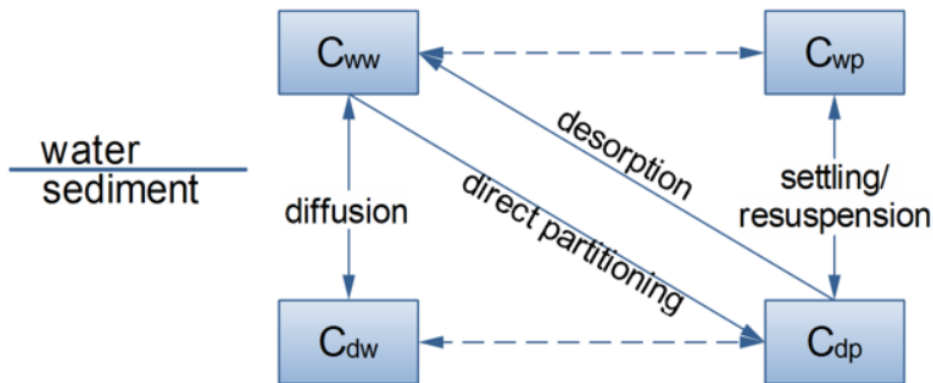 Cww
Cwp
water
sediment
diffusion
desorption
direct partitioning
settling/
resuspension
Cdw
Cdp